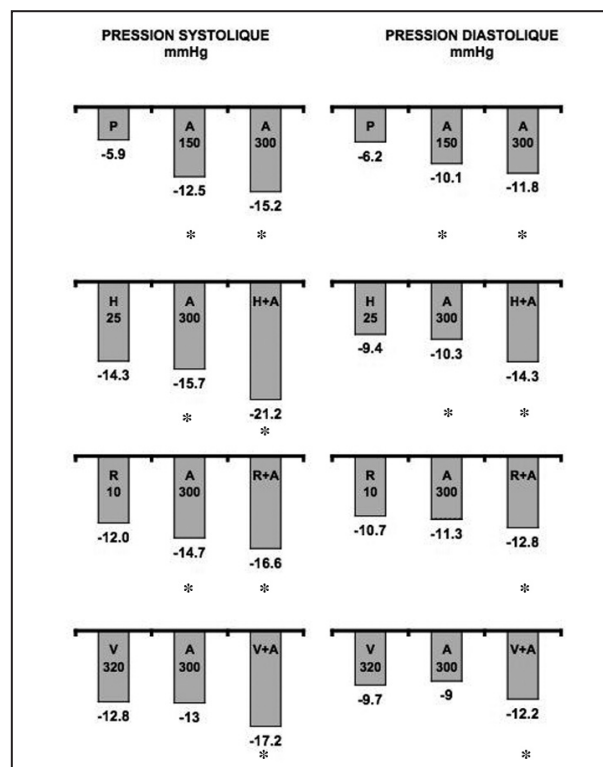 PRESSION SYSTOLIQUE
mmHg
PRESSION DIASTOLIQUE
mmHg
P
A
150
A
300
-5.9
-12.5
-15.2
*
*
P
A
150
A
300
-6.2
-10.1
-11.8
*
*
H
25
A
300
H+A
-14.3
-15.7
-21.2
*
*
H
25
A
300
H+A
-9.4
-10.3
-14.3
*
*
R
10
A
300
R+A
-12.0
-14.7
-16.6
*
*
R
10
A
300
R+A
-10.7
-11.3
-12.8
*
V
320
A
300
V+A
-12.8
-13
-17.2
*
V
320
A
300
V+A
-9.7
-9
-12.2
*